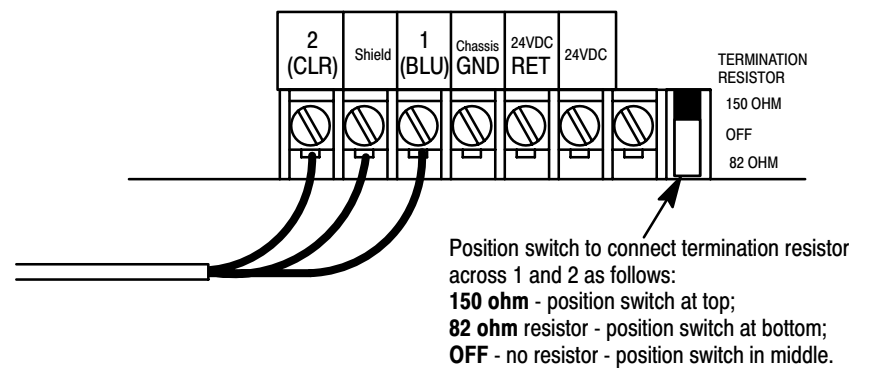 2
(CLR)
Shield
1
(BLU)
Chassis
GND
24VDC
RET
24VDC
TERMINATION
RESISTOR
150 OHM
OFF
82 OHM
Position switch to connect termination resistor
across 1 and 2 as follows:
150 ohm - position switch at top;
82 ohm resistor - position switch at bottom;
OFF - no resistor - position switch in middle.